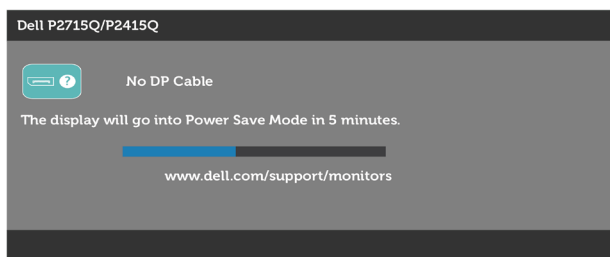 Dell P2715Q/P2415Q
?
No DP Cable
The display will go into Power Save Mode in 5 minutes.
www.dell.com/support/monitors